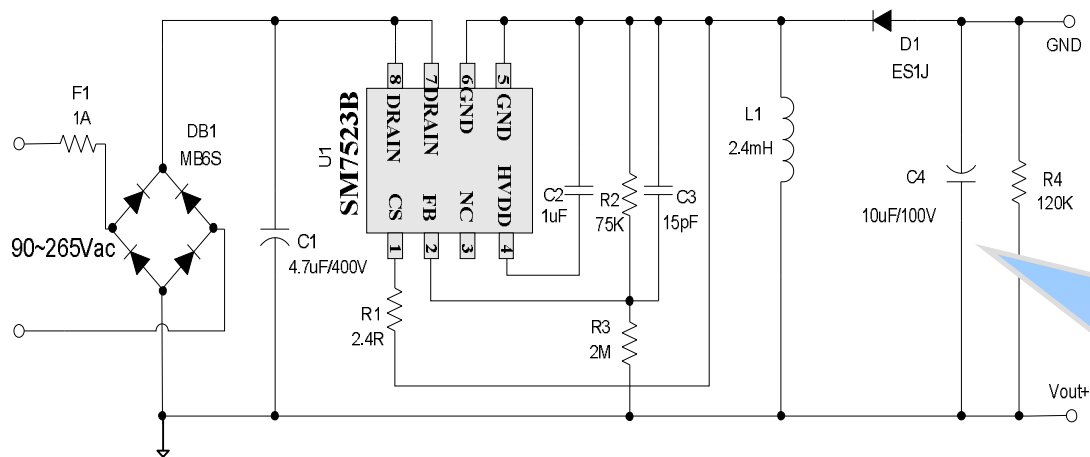 F1
1A
DB1
MB6S
90~265Vac
C1
4.7uF/400V
U1
SM7523B
8 DRAIN
7 DRAIN
6 GND
5 GND
CS
FB
NC
HVDD
1
2
3
4
R1
2.4R
C2
1uF
R2
75K
C3
15pF
R3
2M
L1
2.4mH
D1
ES1J
C4
10uF/100V
R4
120K
GND
Vout+